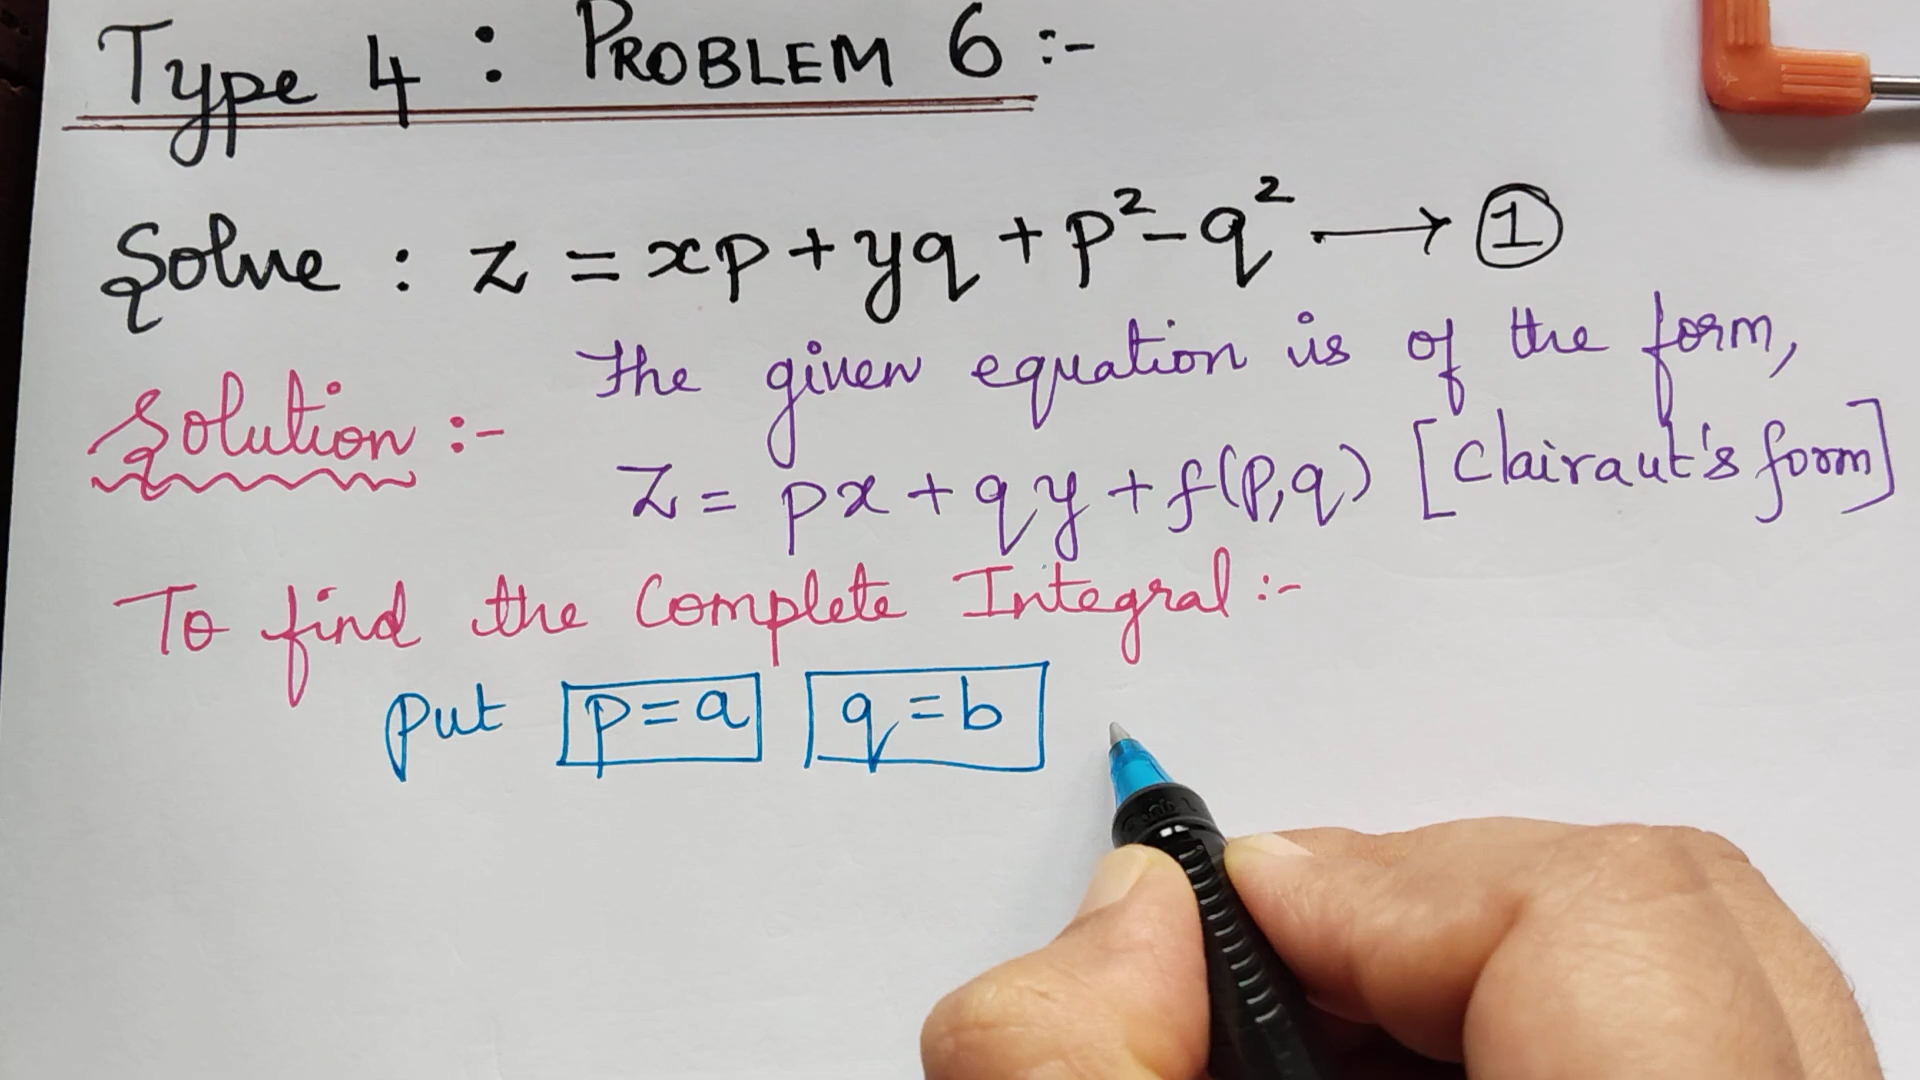 Type 4 : PROBLEM 6 :-
Solve : z = xp + yq + p² - q² → ①
Solution :- The given equation is of the form,
z = px + qy + f(p,q) [Clairaut's form]
To find the Complete Integral :-
put p = a q = b